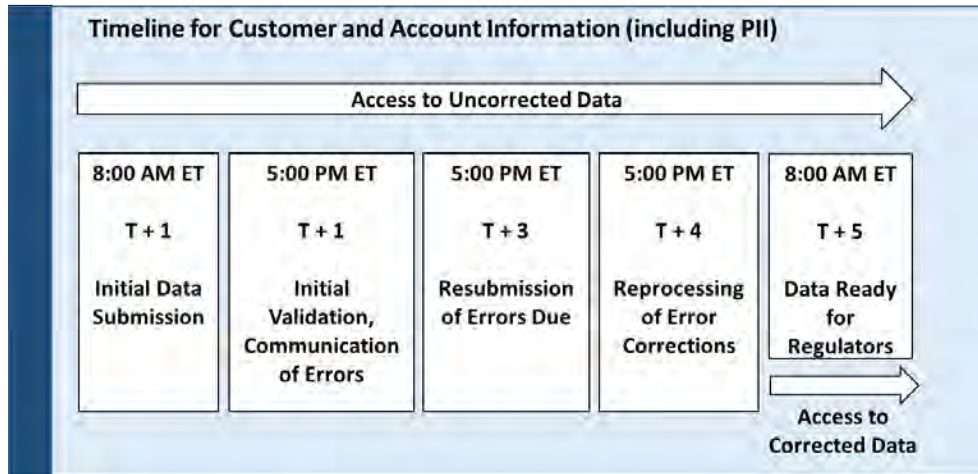 Timeline for Customer and Account Information (including PII)
Access to Uncorrected Data
8:00 AM ET
T + 1
Initial Data
Submission
5:00 PM ET
T + 1
Initial
Validation,
Communication
of Errors
5:00 PM ET
T + 3
Resubmission
of Errors Due
5:00 PM ET
T + 4
Reprocessing
of Error
Corrections
8:00 AM ET
T + 5
Data Ready
for
Regulators
Access to
Corrected Data